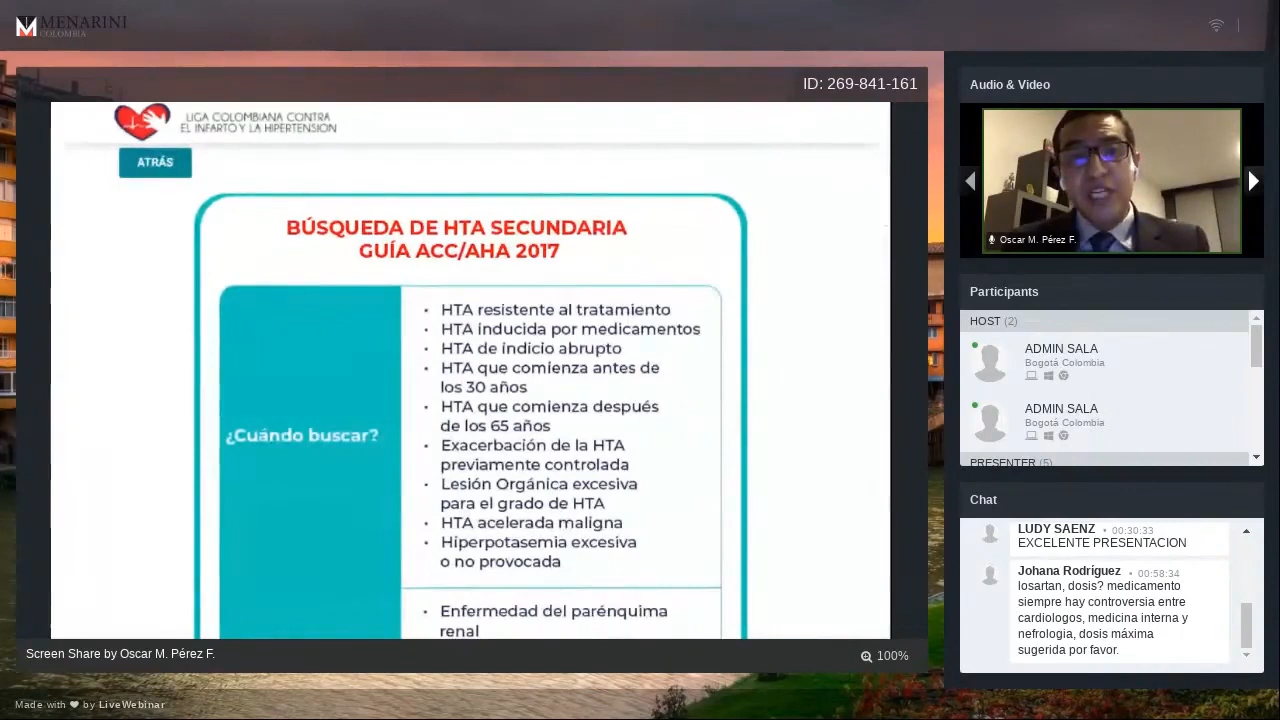 MENARINI
COLOMBIA
ID: 269-841-161
LIGA COLOMBIANA CONTRA
EL INFARTO Y LA HIPERTENSION
ATRÁS
BÚSQUEDA DE HTA SECUNDARIA
GUÍA ACC/AHA 2017
¿Cuándo buscar?
• HTA resistente al tratamiento
• HTA inducida por medicamentos
• HTA de indicio abrupto
• HTA que comienza antes de
los 30 años
• HTA que comienza después
de los 65 años
• Exacerbación de la HTA
previamente controlada
• Lesión Orgánica excesiva
para el grado de HTA
• HTA acelerada maligna
• Hiperpotasemia excesiva
o no provocada
• Enfermedad del parénquima
renal
Screen Share by Oscar M. Pérez F.
100%
Audio & Video
Oscar M. Pérez F.
Participants
HOST (2)
ADMIN SALA
Bogotá Colombia
ADMIN SALA
Bogotá Colombia
PRESENTER (5)
Chat
LUDY SAENZ • 00:30:33
EXCELENTE PRESENTACION
Johana Rodríguez • 00:58:34
losartan, dosis? medicamento
siempre hay controversia entre
cardiologos, medicina interna y
nefrologia, dosis máxima
sugerida por favor.
Made with ❤ by LiveWebinar